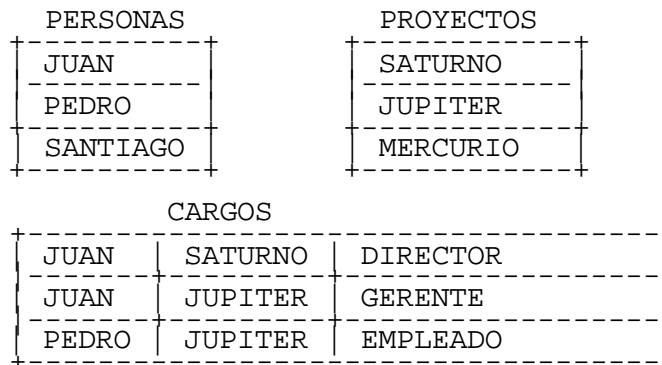 PERSONAS PROYECTOS
JUAN SATURNO
PEDRO JUPITER
SANTIAGO MERCURIO
CARGOS
JUAN SATURNO DIRECTOR
JUAN JUPITER GERENTE
PEDRO JUPITER EMPLEADO